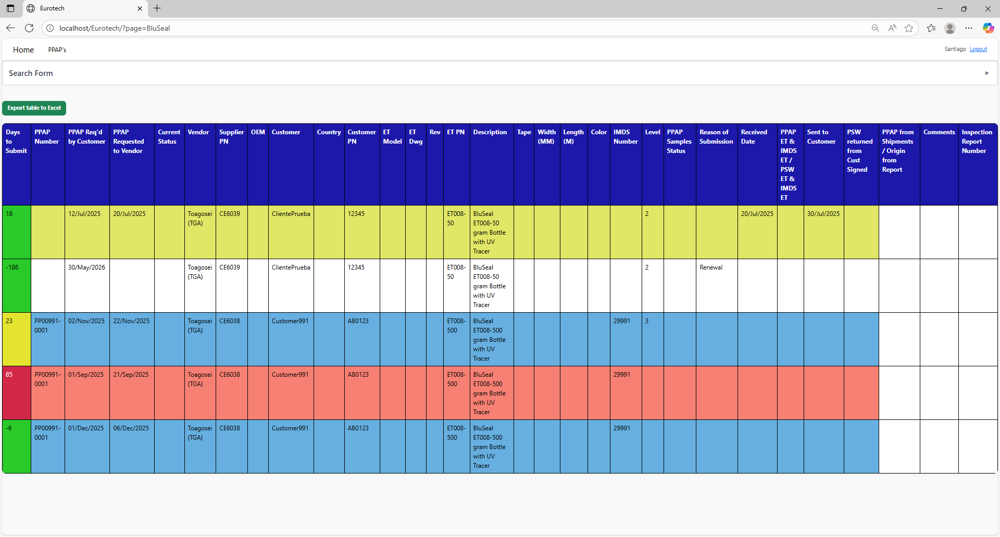 Eurotech
localhost/Eurotech/?page=BluSeal
Home PPAP's Santiago Logout
Search Form
Export table to Excel
Days to Submit PPAP Number PPAP Req'd by Customer PPAP Requested to Vendor Current Status Vendor Supplier PN OEM Customer Country Customer PN ET Model ET Dwg Rev ET PN Description Tape Width (MM) Length (M) Color IMDS Number Level PPAP Samples Status Reason of Submission Received Date PPAP ET & IMDS ET / PSW ET & IMDS ET Sent to Customer PSW returned from Cust Signed PPAP from Shipments / Origin from Report Comments Inspection Report Number
18 12/Jul/2025 20/Jul/2025 Toagosei (TGA) CE6039 ClientePrueba 12345 ET008-50 BluSeal ET008-50 gram Bottle with UV Tracer 2 20/Jul/2025 30/Jul/2025
-186 30/May/2026 Toagosei (TGA) CE6039 ClientePrueba 12345 ET008-50 BluSeal ET008-50 gram Bottle with UV Tracer 2 Renewal
23 PP00991-0001 02/Nov/2025 22/Nov/2025 Toagosei (TGA) CE6038 Customer991 AB0123 ET008-500 BluSeal ET008-500 gram Bottle with UV Tracer 29991 3
85 PP00991-0001 01/Sep/2025 21/Sep/2025 Toagosei (TGA) CE6038 Customer991 AB0123 ET008-500 BluSeal ET008-500 gram Bottle with UV Tracer 29991
-6 PP00991-0001 01/Dec/2025 06/Dec/2025 Toagosei (TGA) CE6038 Customer991 AB0123 ET008-500 BluSeal ET008-500 gram Bottle with UV Tracer 29991